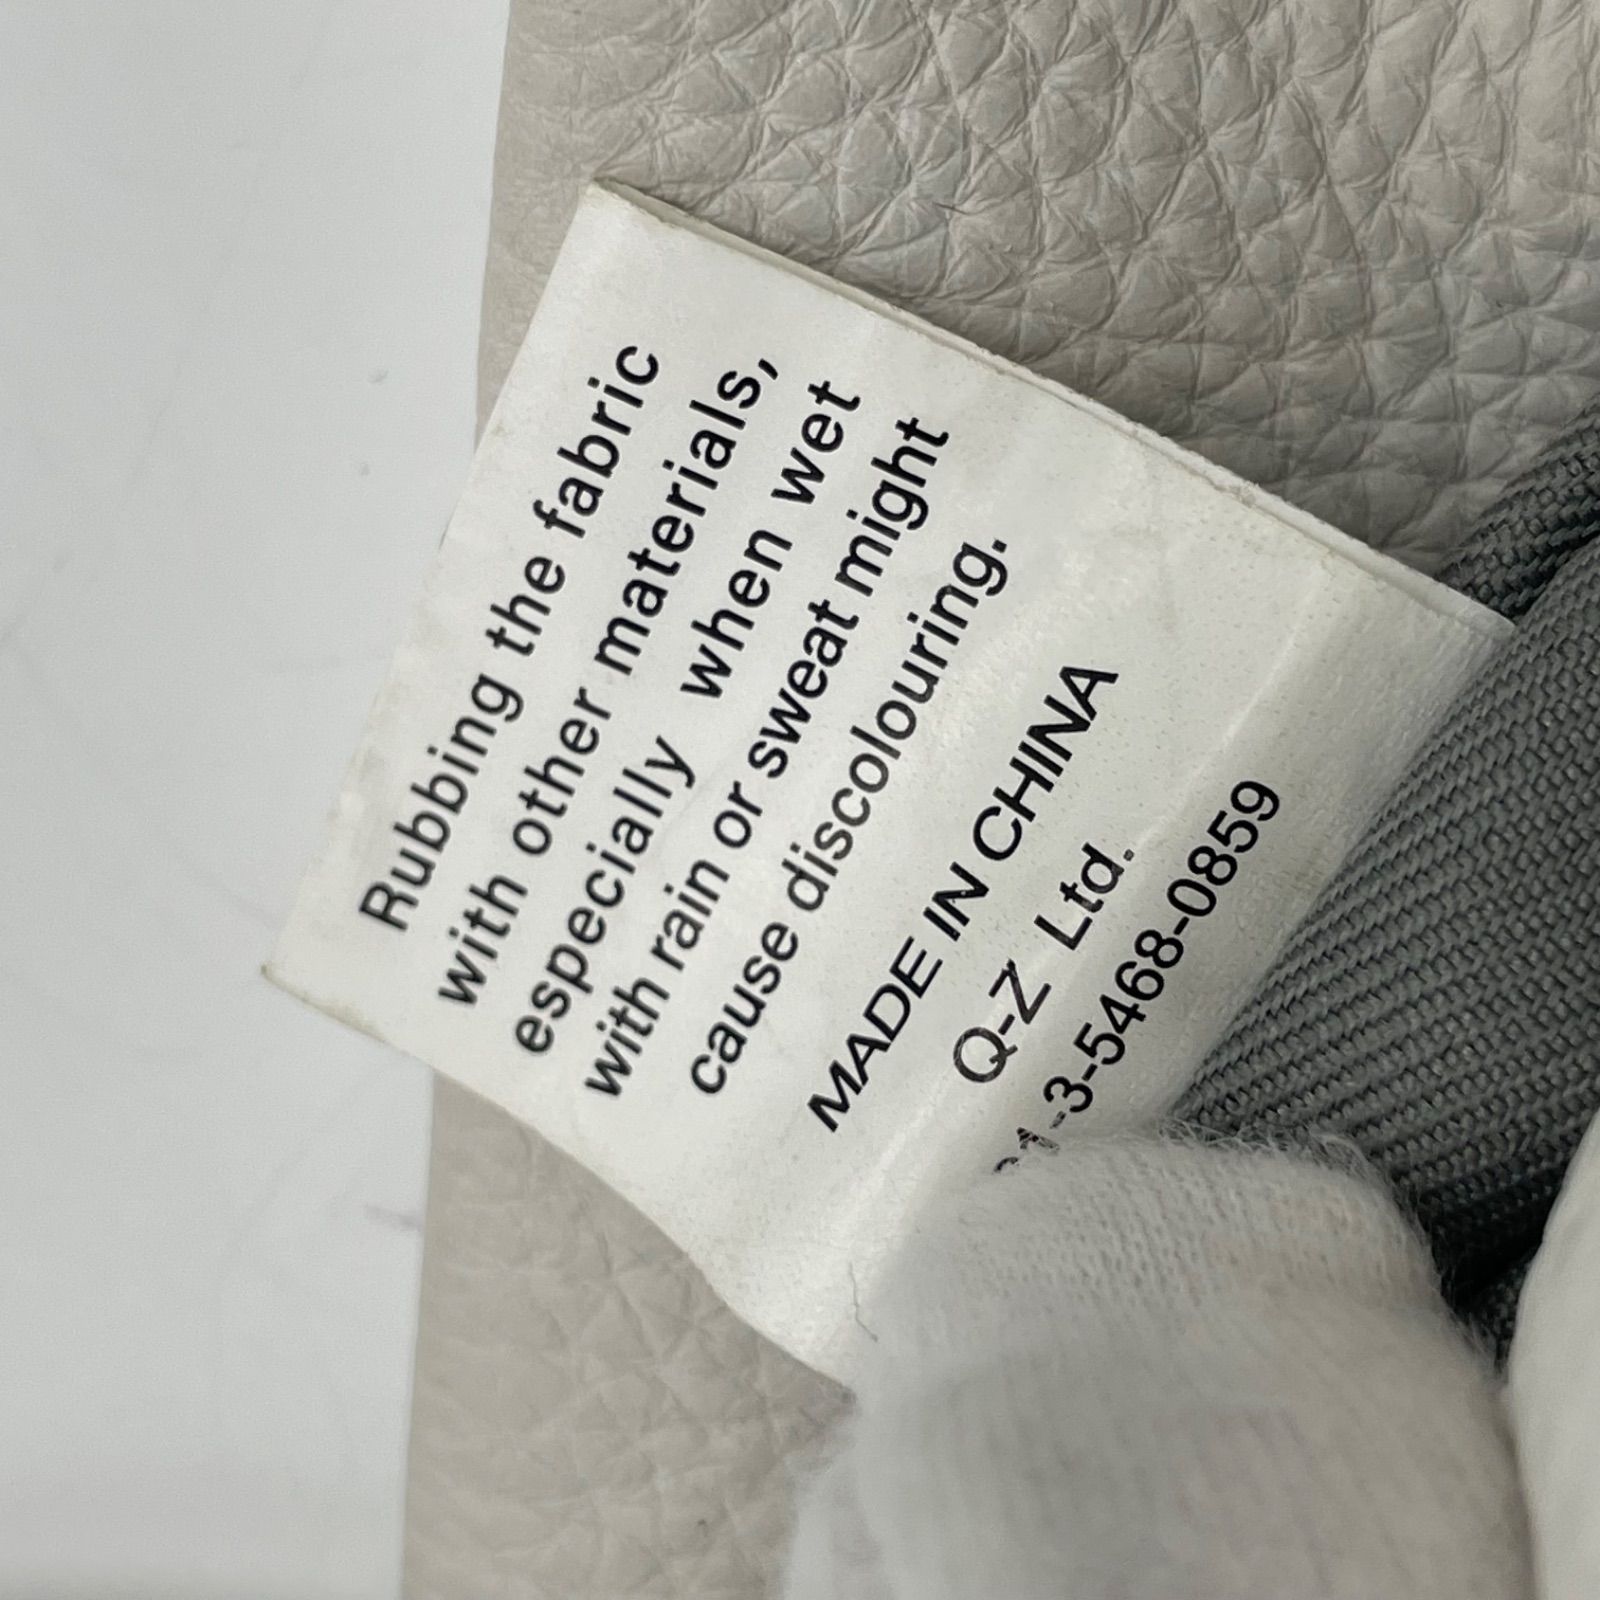 Rubbing the fabric
with other materials,
especially when wet
with rain or sweat might
cause discolouring.
MADE IN CHINA
Q-Z Ltd.
1-3-5468-0859